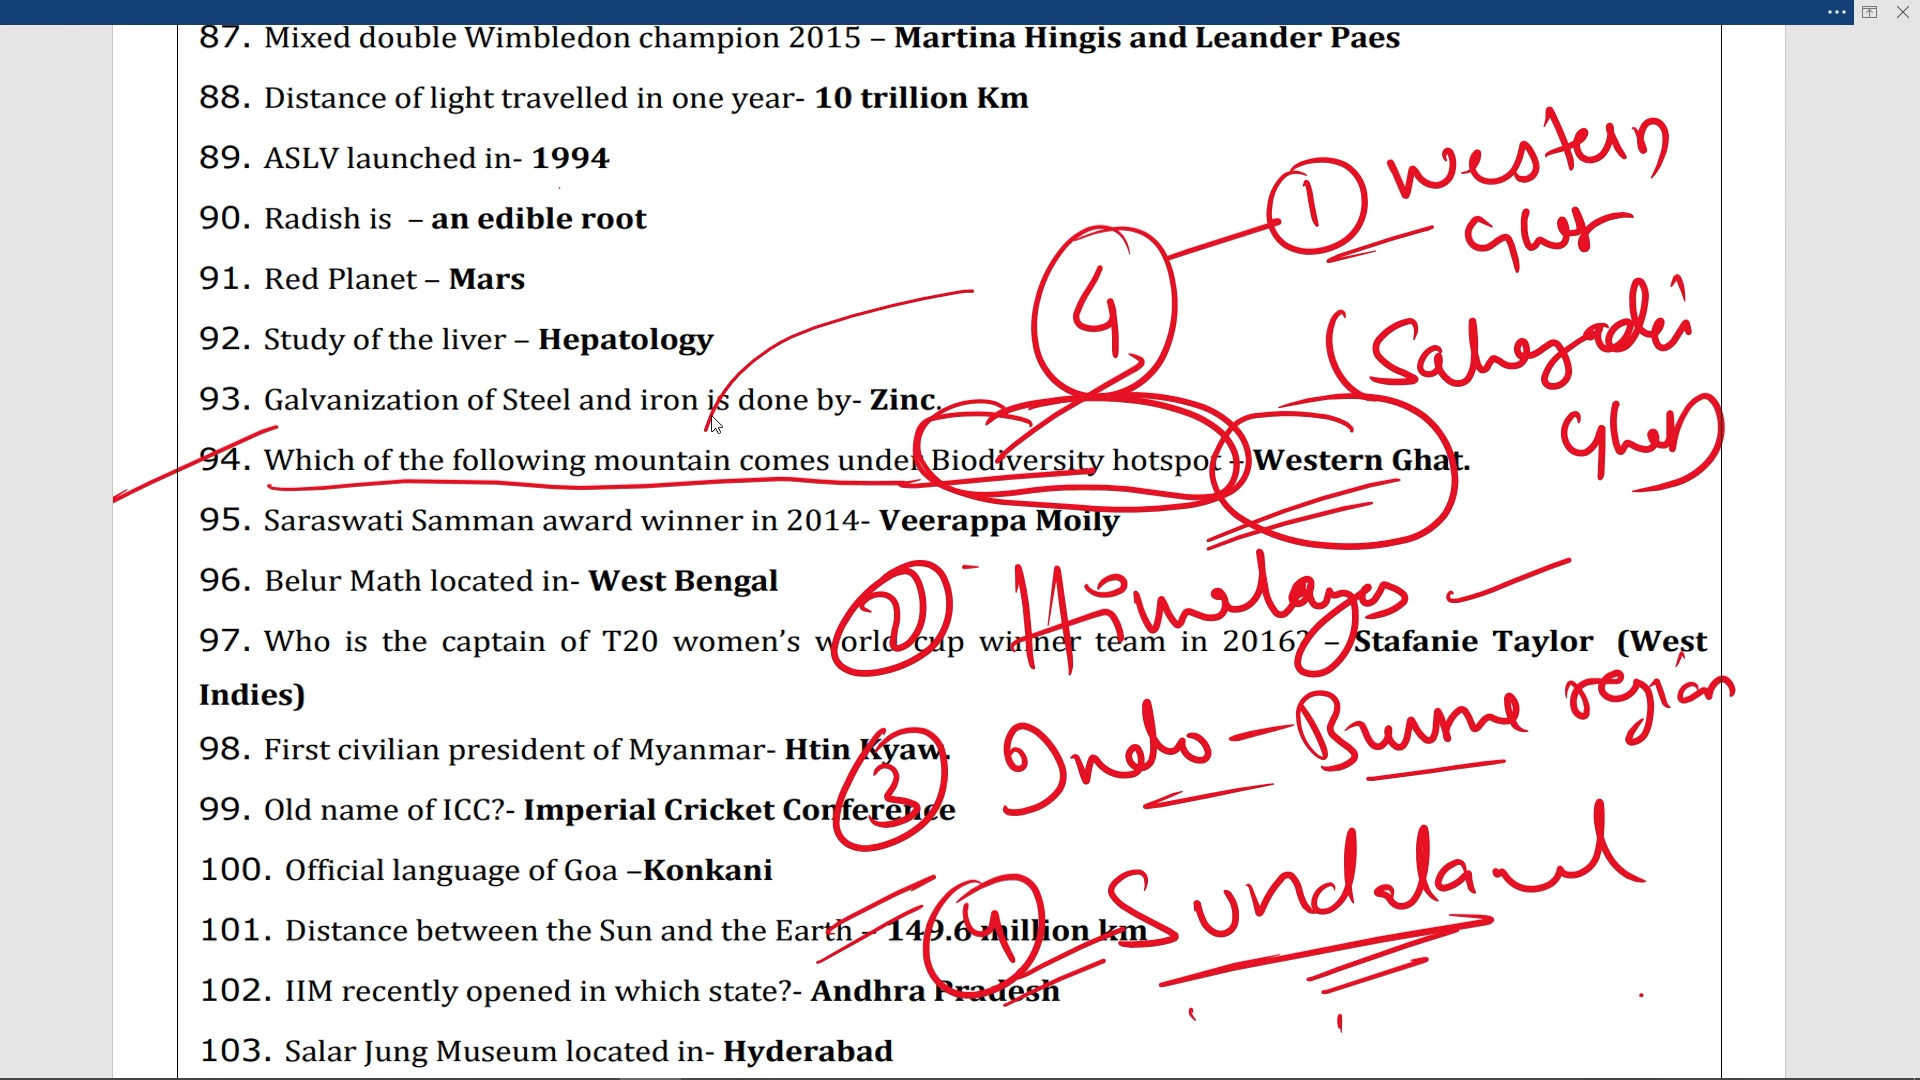 87. Mixed double Wimbledon champion 2015 – Martina Hingis and Leander Paes
88. Distance of light travelled in one year- 10 trillion Km
89. ASLV launched in- 1994
90. Radish is – an edible root
91. Red Planet – Mars
92. Study of the liver – Hepatology
93. Galvanization of Steel and iron is done by- Zinc.
94. Which of the following mountain comes under Biodiversity hotspot – Western Ghat.
95. Saraswati Samman award winner in 2014- Veerappa Moily
96. Belur Math located in- West Bengal
97. Who is the captain of T20 women’s world cup winner team in 2016? – Stafanie Taylor (West
Indies)
98. First civilian president of Myanmar- Htin Kyaw.
99. Old name of ICC?- Imperial Cricket Conference
100. Official language of Goa –Konkani
101. Distance between the Sun and the Earth – 149.6 million km
102. IIM recently opened in which state?- Andhra Pradesh
103. Salar Jung Museum located in- Hyderabad
4
1 Western
Ghat
2 Himalayas
3 Indo-Burma region
4 Sundaland